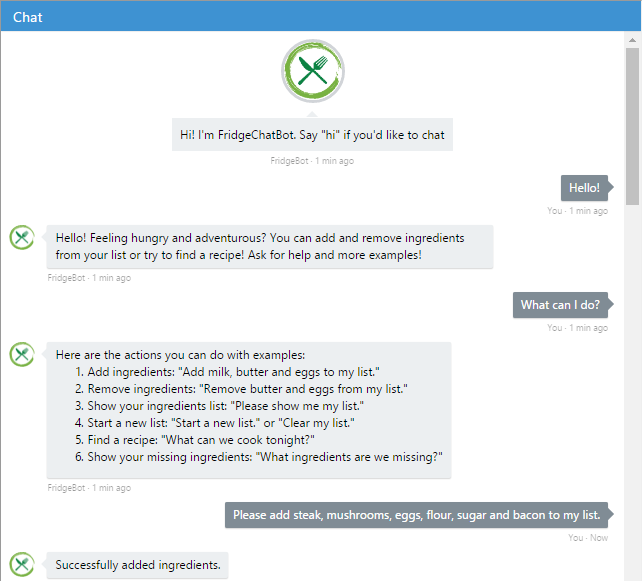 Chat
Hi! I'm FridgeChatBot. Say "hi" if you'd like to chat
FridgeBot · 1 min ago
Hello!
You · 1 min ago
Hello! Feeling hungry and adventurous? You can add and remove ingredients
from your list or try to find a recipe! Ask for help and more examples!
FridgeBot · 1 min ago
What can I do?
You · 1 min ago
Here are the actions you can do with examples:
1. Add ingredients: "Add milk, butter and eggs to my list."
2. Remove ingredients: "Remove butter and eggs from my list."
3. Show your ingredients list: "Please show me my list."
4. Start a new list: "Start a new list." or "Clear my list."
5. Find a recipe: "What can we cook tonight?"
6. Show your missing ingredients: "What ingredients are we missing?"
FridgeBot · 1 min ago
Please add steak, mushrooms, eggs, flour, sugar and bacon to my list.
You · Now
Successfully added ingredients.